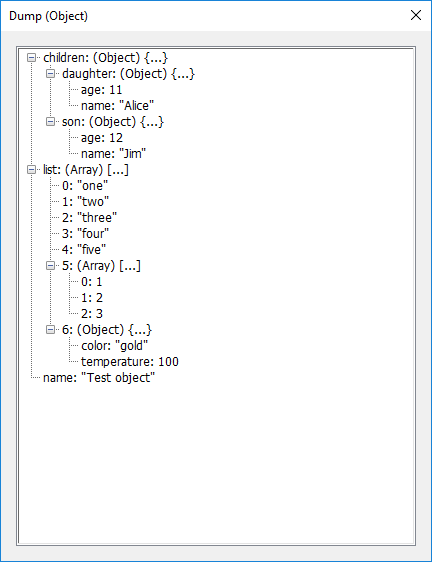 Dump (Object)
children: (Object) {...}
daughter: (Object) {...}
age: 11
name: "Alice"
son: (Object) {...}
age: 12
name: "Jim"
list: (Array) [...]
0: "one"
1: "two"
2: "three"
3: "four"
4: "five"
5: (Array) [...]
0: 1
1: 2
2: 3
6: (Object) {...}
color: "gold"
temperature: 100
name: "Test object"